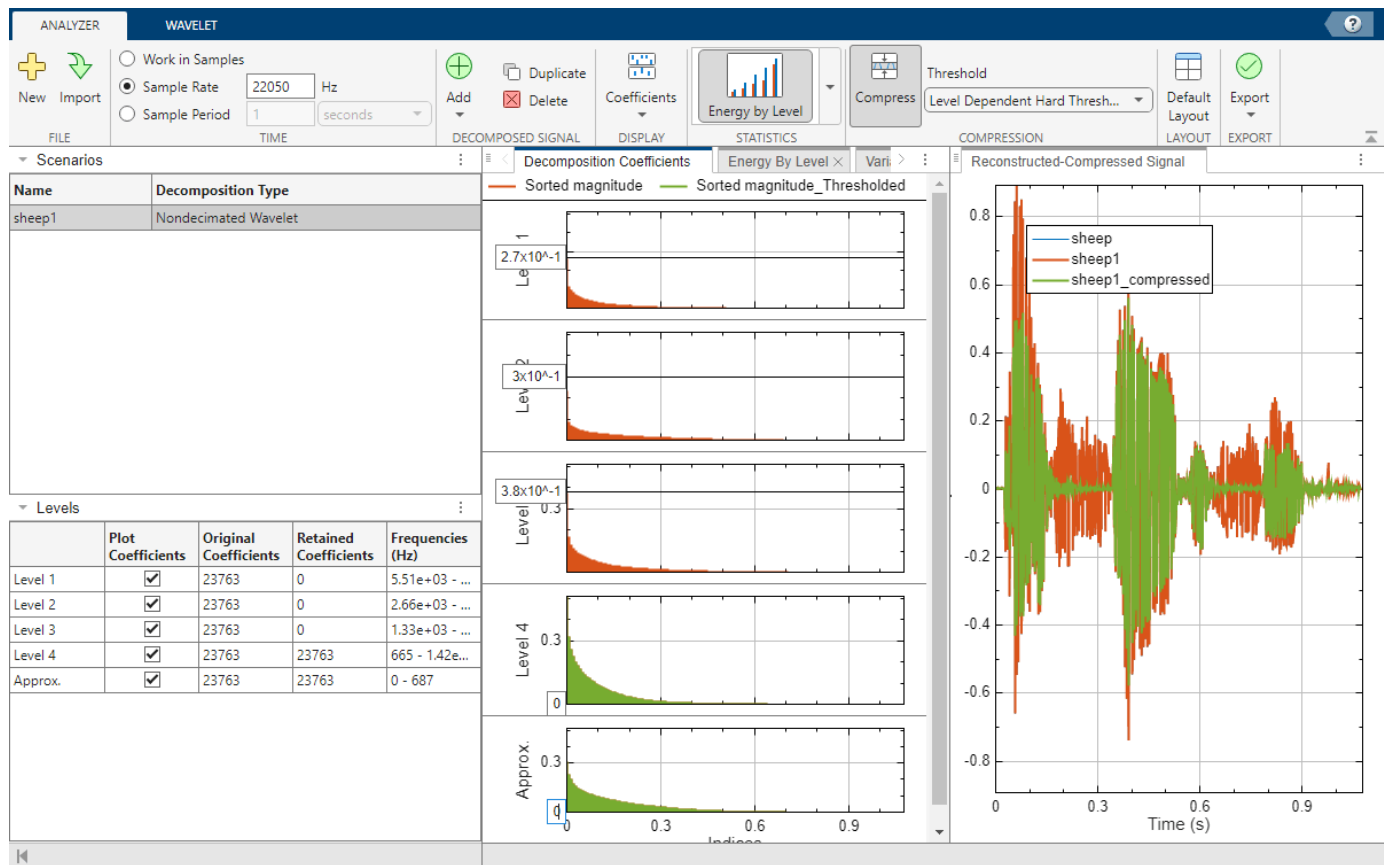 ANALYZER
WAVELET
?
New
Import
FILE
Work in Samples
Sample Rate 22050 Hz
Sample Period 1 seconds
TIME
Add
Duplicate
Delete
DECOMPOSED SIGNAL
Coefficients
DISPLAY
Energy by Level
STATISTICS
Compress
Threshold
Level Dependent Hard Thresh...
COMPRESSION
Default
Layout
LAYOUT
Export
EXPORT
Scenarios
Name Decomposition Type
sheep1 Nondecimated Wavelet
Levels
Plot Coefficients Original Coefficients Retained Coefficients Frequencies (Hz)
Level 1 23763 0 5.51e+03 - ...
Level 2 23763 0 2.66e+03 - ...
Level 3 23763 0 1.33e+03 - ...
Level 4 23763 23763 665 - 1.42e...
Approx. 23763 23763 0 - 687
Decomposition Coefficients
Energy By Level
Sorted magnitude Sorted magnitude_Thresholded
2.7x10^-1
3x10^-1
3.8x10^-1
0.3
Level 4
0.3
0
Approx.
0.3
0
0 0.3 0.6 0.9
Indices
Reconstructed-Compressed Signal
sheep
sheep1
sheep1_compressed
0.8
0.6
0.4
0.2
0
-0.2
-0.4
-0.6
-0.8
0 0.3 0.6 0.9
Time (s)